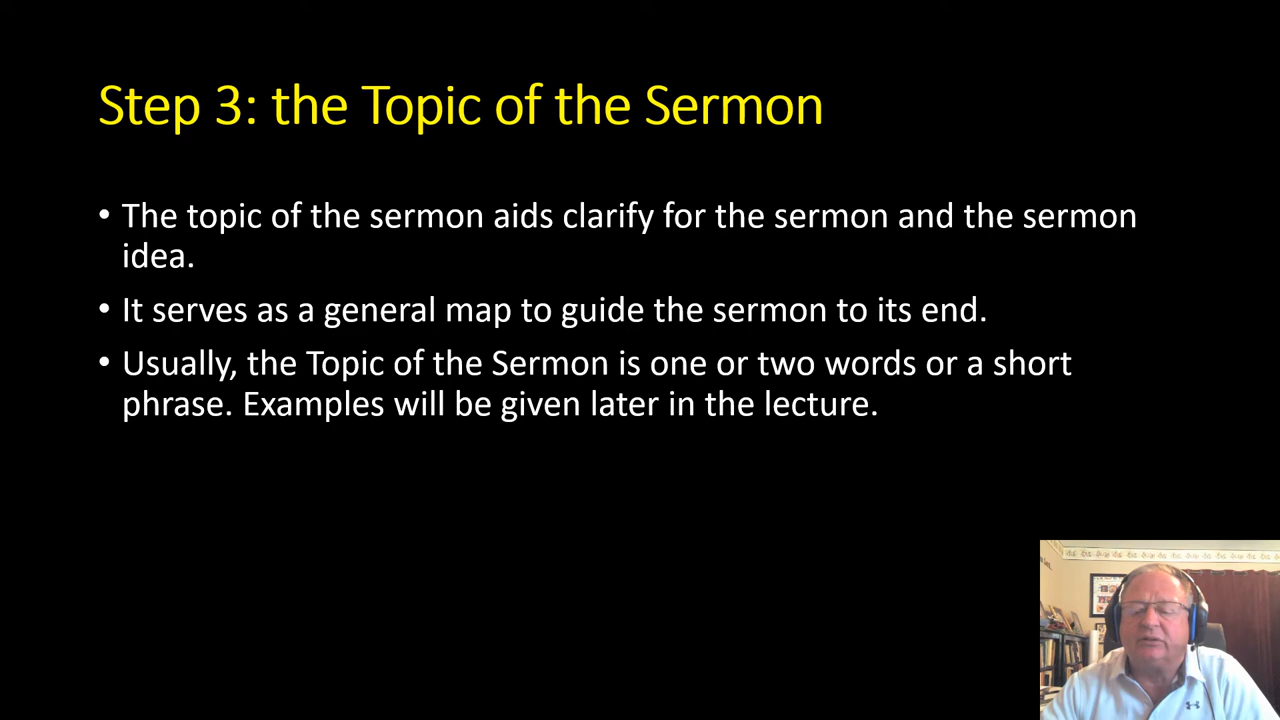 Step 3: the Topic of the Sermon
• The topic of the sermon aids clarify for the sermon and the sermon
idea.
• It serves as a general map to guide the sermon to its end.
• Usually, the Topic of the Sermon is one or two words or a short
phrase. Examples will be given later in the lecture.